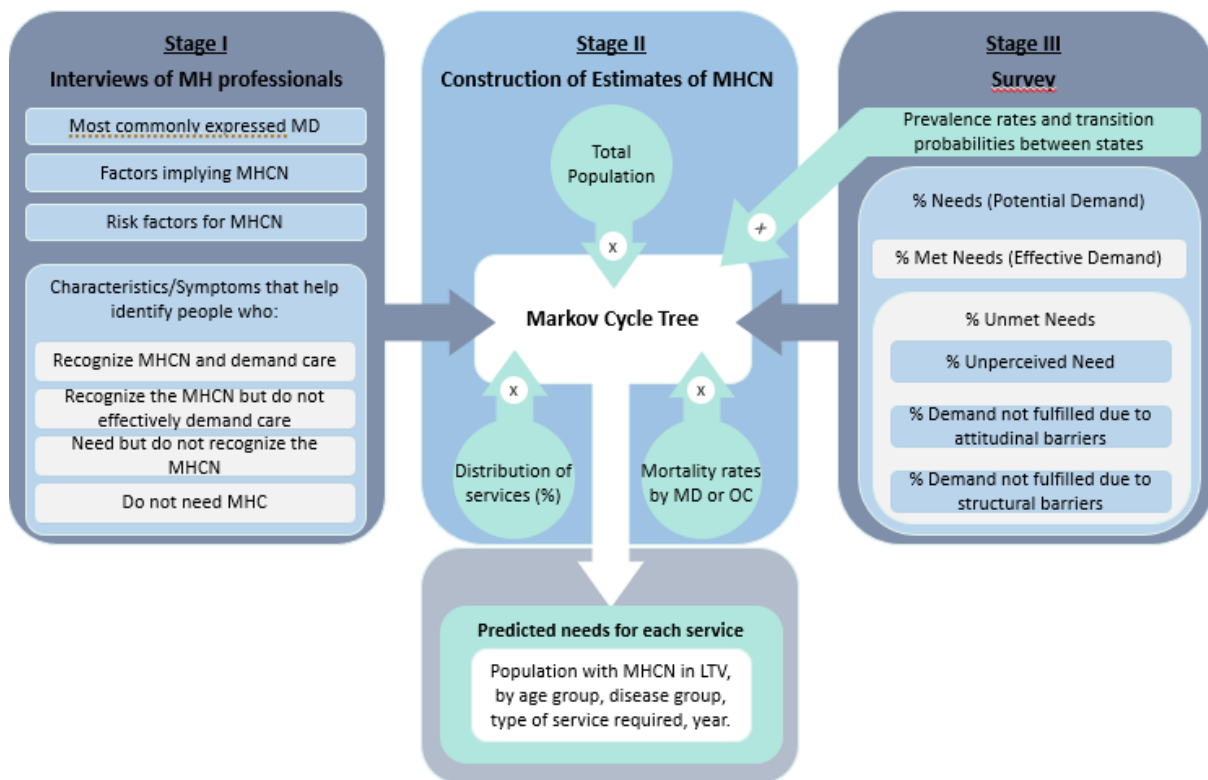 Stage I
Interviews of MH professionals
Most commonly expressed MD
Factors implying MHCN
Risk factors for MHCN
Characteristics/Symptoms that help
identify people who:
Recognize MHCN and demand care
Recognize the MHCN but do not
effectively demand care
Need but do not recognize the
MHCN
Do not need MHC
Stage II
Construction of Estimates of MHCN
Total
Population
x
Markov Cycle Tree
x
x
Distribution of
services (%)
Mortality rates
by MD or OC
Stage III
Survey
Prevalence rates and transition
probabilities between states
+
% Needs (Potential Demand)
% Met Needs (Effective Demand)
% Unmet Needs
% Unperceived Need
% Demand not fulfilled due to
attitudinal barriers
% Demand not fulfilled due to
structural barriers
Predicted needs for each service
Population with MHCN in LTV,
by age group, disease group,
type of service required, year.